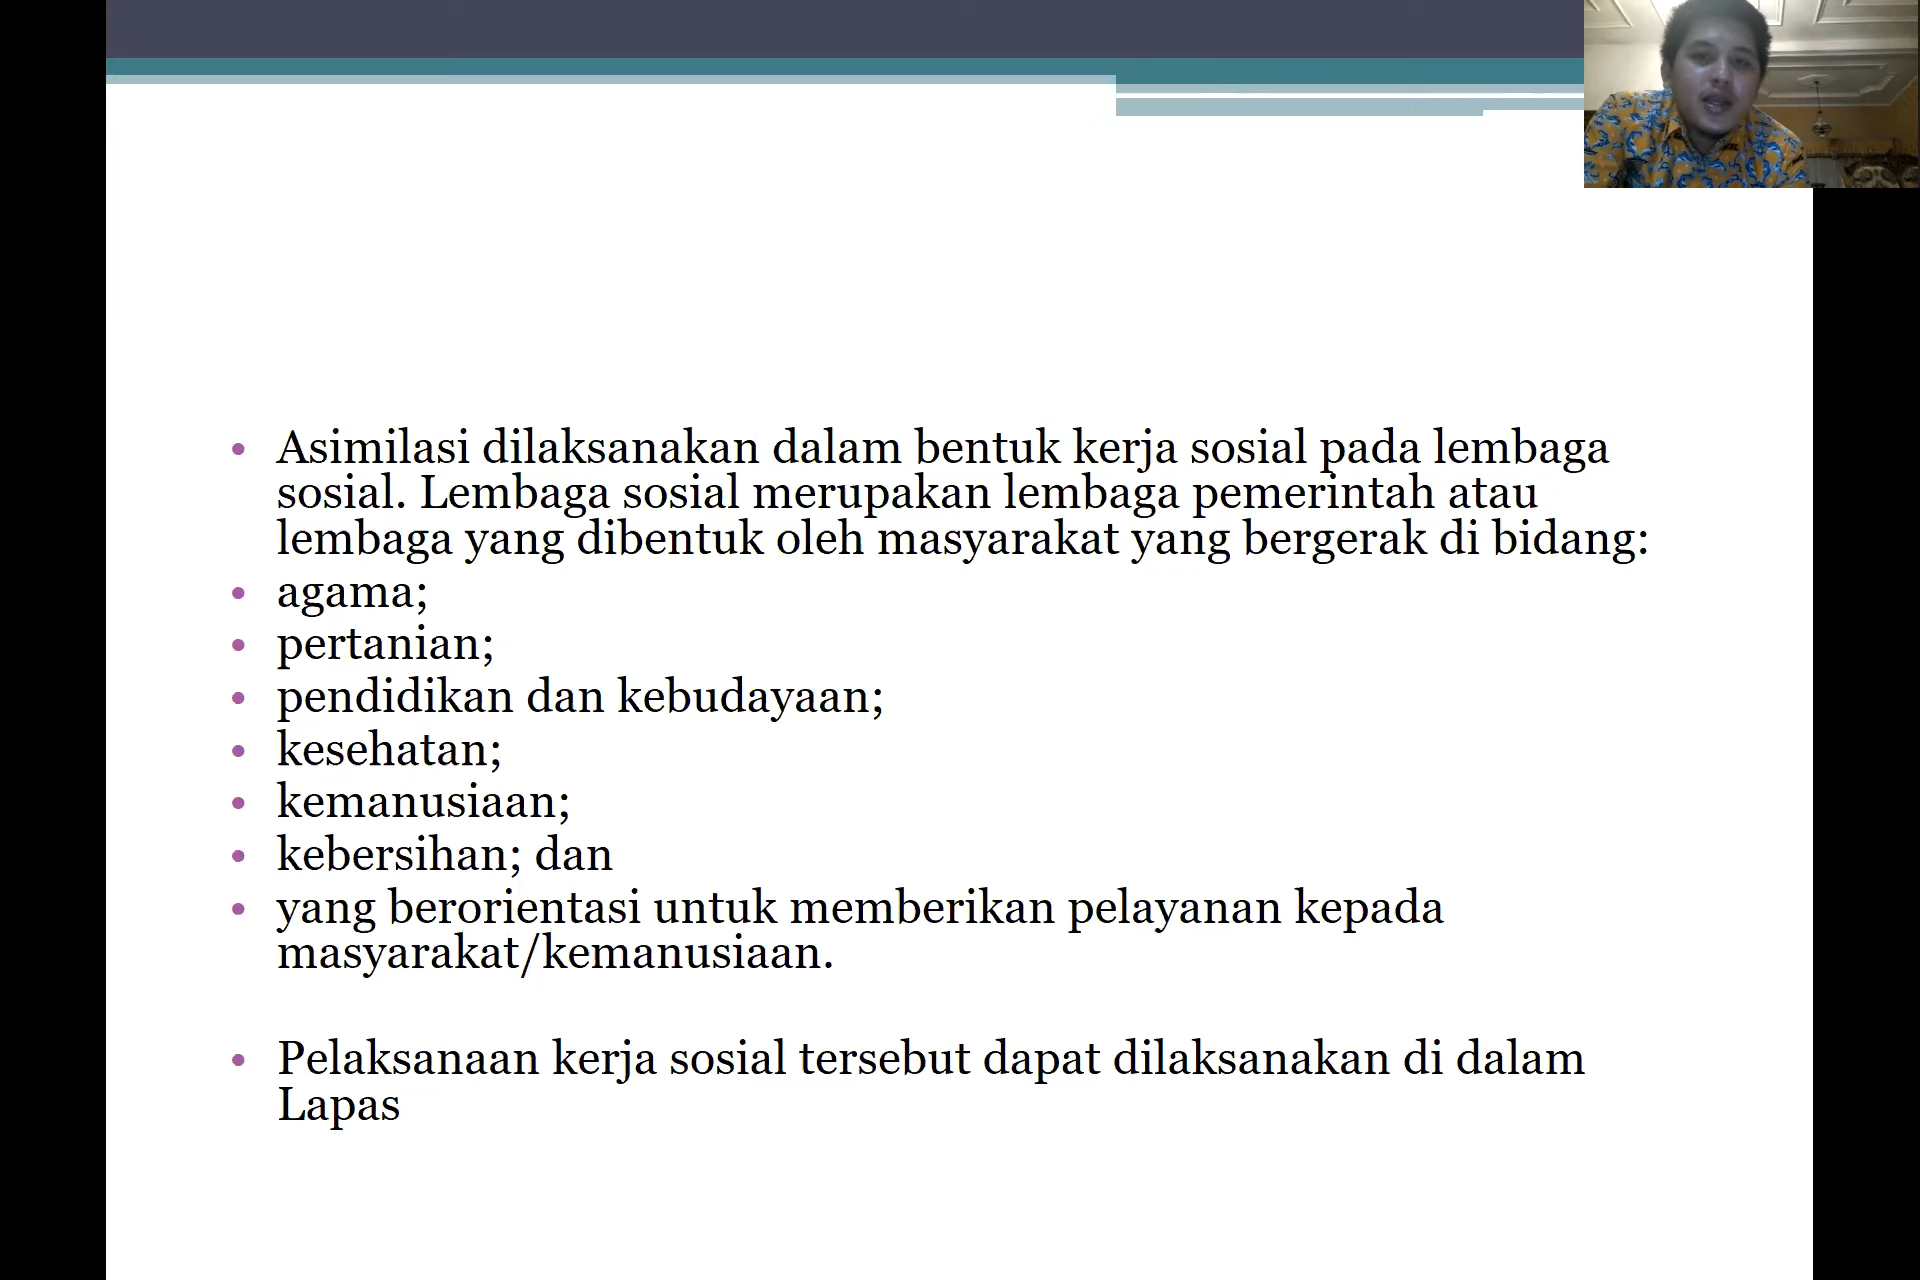 Asimilasi dilaksanakan dalam bentuk kerja sosial pada lembaga
sosial. Lembaga sosial merupakan lembaga pemerintah atau
lembaga yang dibentuk oleh masyarakat yang bergerak di bidang:
agama;
pertanian;
pendidikan dan kebudayaan;
kesehatan;
kemanusiaan;
kebersihan; dan
yang berorientasi untuk memberikan pelayanan kepada
masyarakat/kemanusiaan.
Pelaksanaan kerja sosial tersebut dapat dilaksanakan di dalam
Lapas